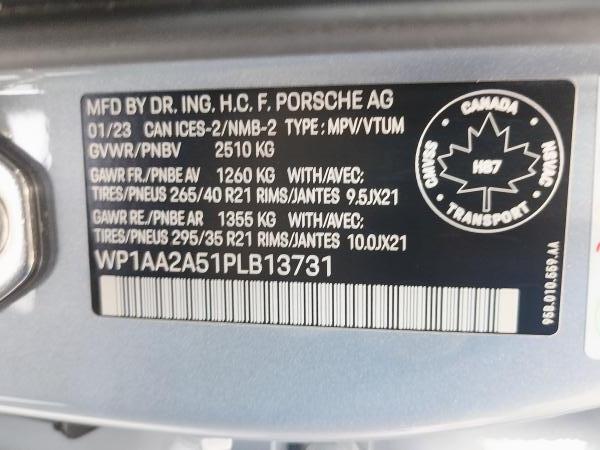 MFD BY DR. ING. H.C. F. PORSCHE AG
01/23 CAN ICES-2/NMB-2 TYPE: MPV/VTUM
GVWR/PNBV 2510 KG
GAWR FR./PNBE AV 1260 KG WITH/AVEC:
TIRES/PNEUS 265/40 R21 RIMS/JANTES 9.5JX21
GAWR RE./PNBE AR 1355 KG WITH/AVEC:
TIRES/PNEUS 295/35 R21 RIMS/JANTES 10.0JX21
WP1AA2A51PLB13731
CANADA
CMVSS
H67
NSVAC
TRANSPORT
95B.010.559.AA